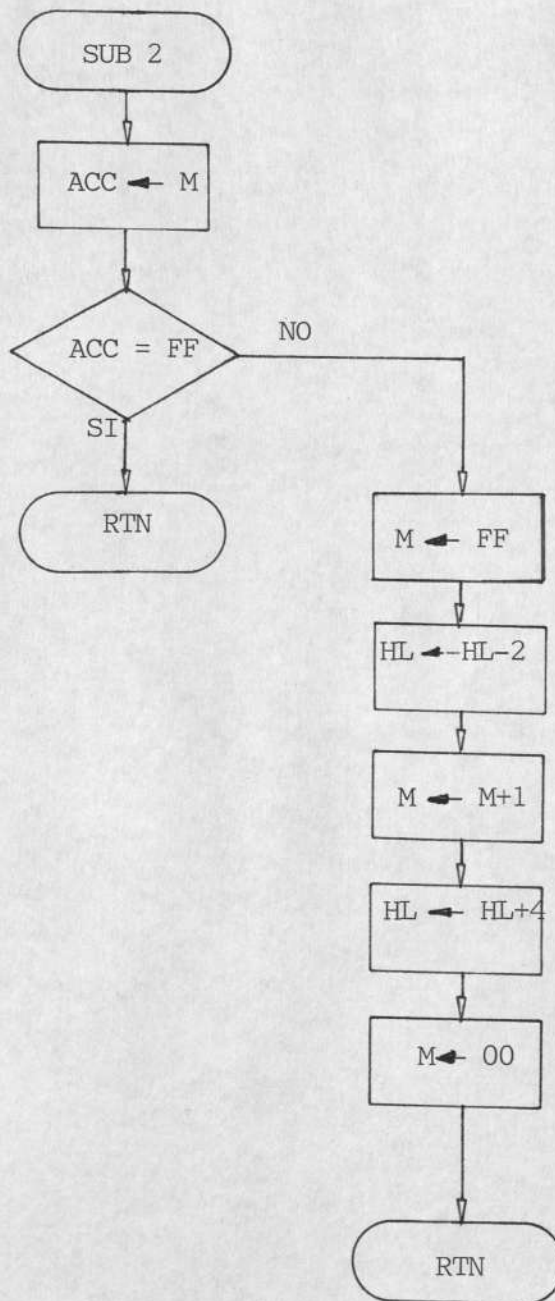 SUB 2
ACC ← M
ACC = FF
NO
SI
RTN
M ← FF
HL ← HL-2
M ← M+1
HL ← HL+4
M ← 00
RTN